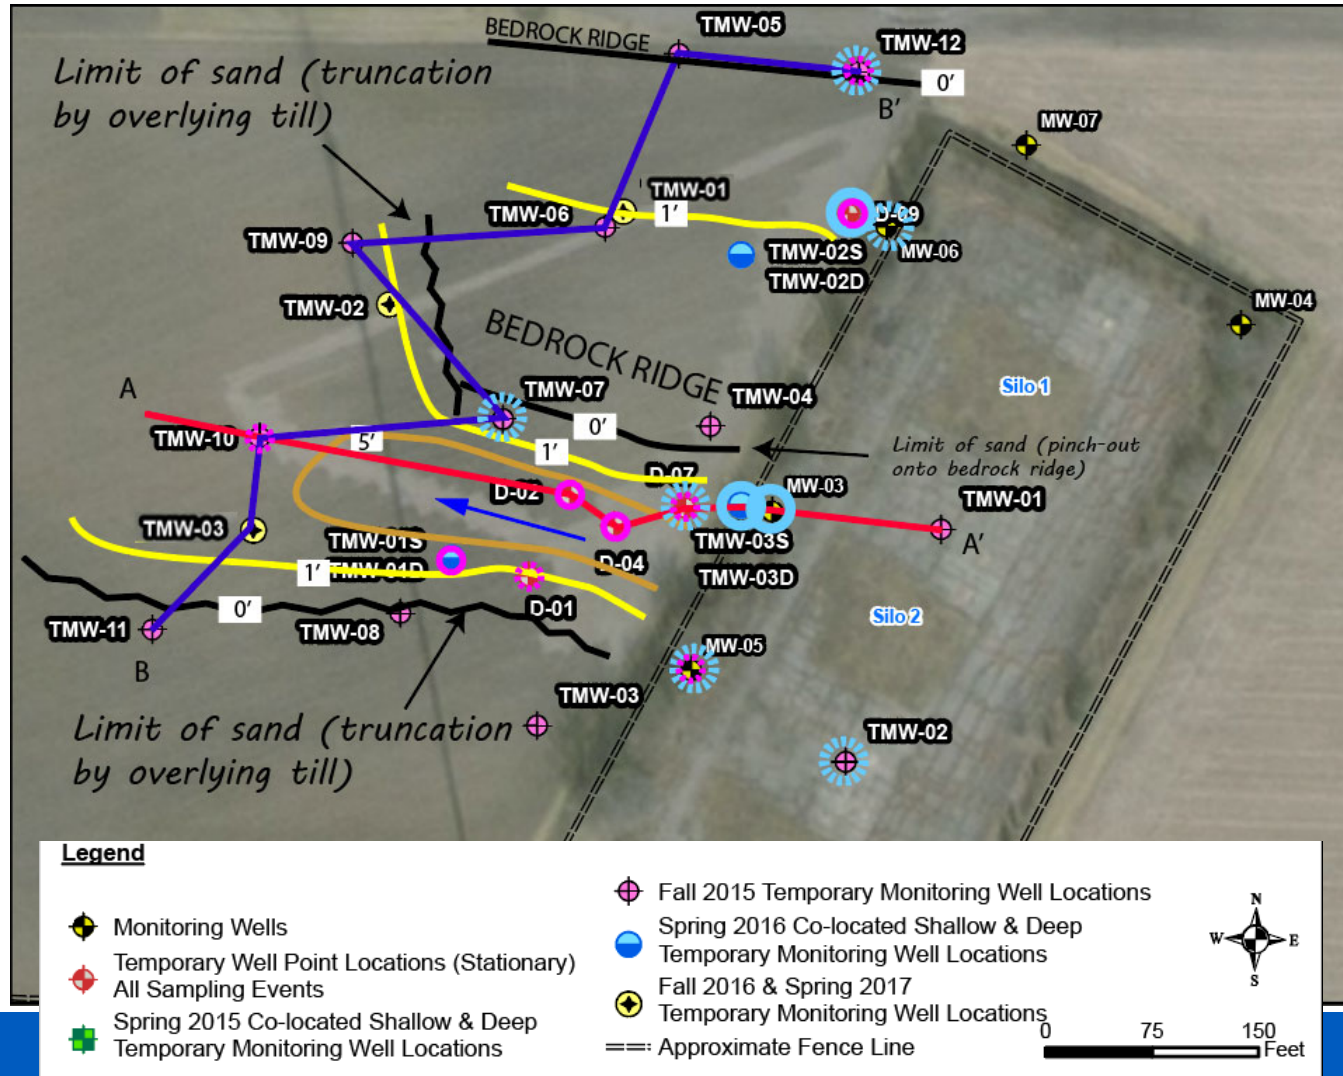 TMW-05
BEDROCK RIDGE
TMW-12
Limit of sand (truncation
by overlying till)
0'
B'
MW-07
TMW-01
TMW-06
1'
D-09
TMW-09
TMW-02S
MW-06
TMW-02D
TMW-02
MW-04
BEDROCK RIDGE
A
TMW-07
Silo 1
TMW-04
TMW-10
5'
0'
1'
Limit of sand (pinch-out
onto bedrock ridge)
D-07
D-02
MW-03
TMW-01
TMW-03
TMW-01S
TMW-03S
A'
D-04
TMW-01D
TMW-03D
1'
D-01
0'
TMW-11
TMW-08
Silo 2
MW-05
B
TMW-03
Limit of sand (truncation
by overlying till)
TMW-02
Legend
Monitoring Wells
Temporary Well Point Locations (Stationary)
All Sampling Events
Spring 2015 Co-located Shallow & Deep
Temporary Monitoring Well Locations
Fall 2015 Temporary Monitoring Well Locations
Spring 2016 Co-located Shallow & Deep
Temporary Monitoring Well Locations
Fall 2016 & Spring 2017
Temporary Monitoring Well Locations
Approximate Fence Line
N
W E
S
0 75 150
Feet